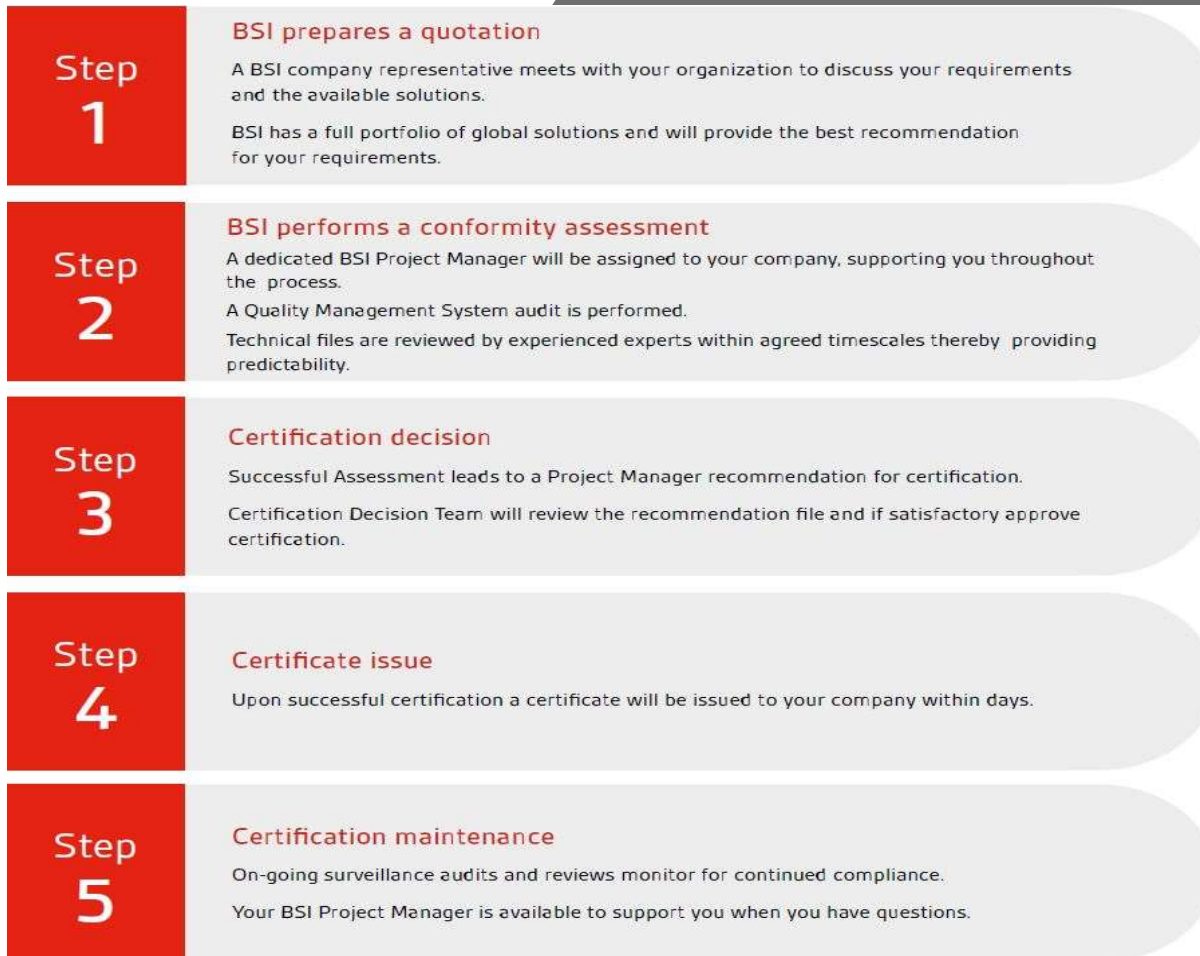 Step
1
BSI prepares a quotation
A BSI company representative meets with your organization to discuss your requirements
and the available solutions.
BSI has a full portfolio of global solutions and will provide the best recommendation
for your requirements.
Step
2
BSI performs a conformity assessment
A dedicated BSI Project Manager will be assigned to your company, supporting you throughout
the process.
A Quality Management System audit is performed.
Technical files are reviewed by experienced experts within agreed timescales thereby providing
predictability.
Step
3
Certification decision
Successful Assessment leads to a Project Manager recommendation for certification.
Certification Decision Team will review the recommendation file and if satisfactory approve
certification.
Step
4
Certificate issue
Upon successful certification a certificate will be issued to your company within days.
Step
5
Certification maintenance
On-going surveillance audits and reviews monitor for continued compliance.
Your BSI Project Manager is available to support you when you have questions.